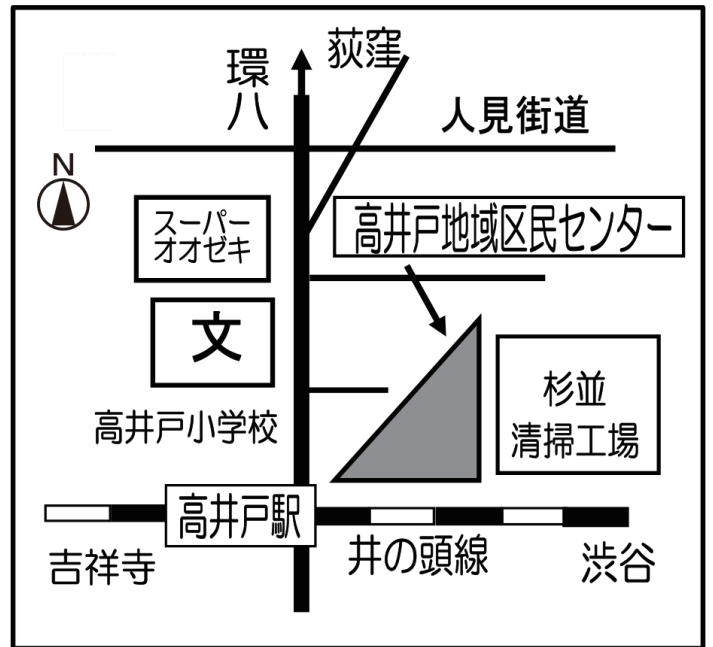 環八
荻窪
人見街道
N
スーパー
オオゼキ
高井戸地域区民センター
文
高井戸小学校
杉並
清掃工場
高井戸駅
吉祥寺
井の頭線
渋谷